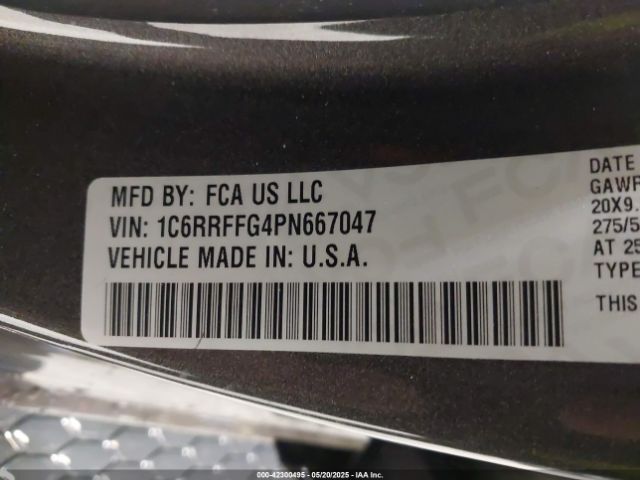 MFD BY: FCA US LLC
VIN: 1C6RRFFG4PN667047
VEHICLE MADE IN: U.S.A.
DATE
GAWR
20X9.
275/5
AT 25
TYPE
THIS
000-42300495 - 05/20/2025 - IAAI Inc.